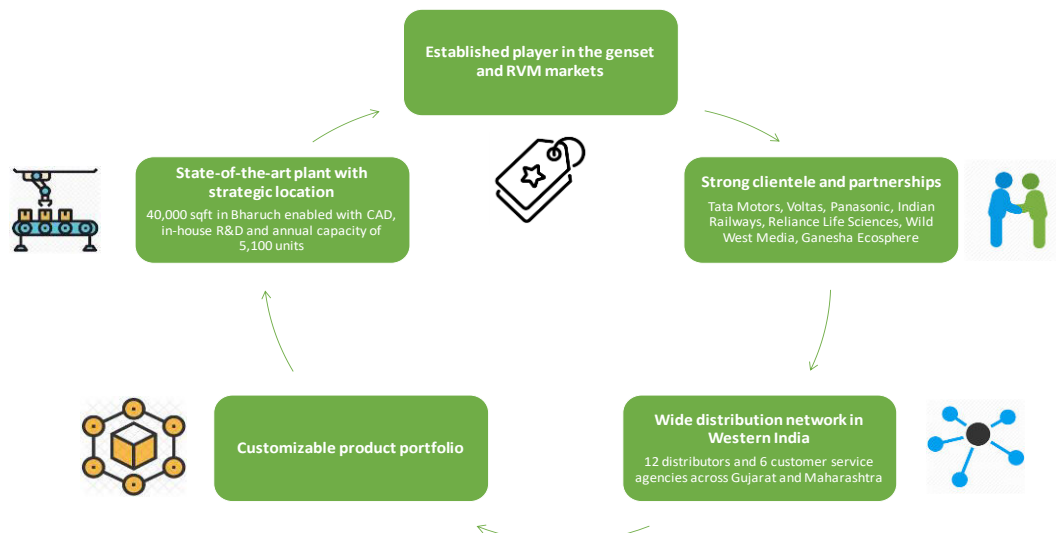 Established player in the genset
and RVM markets
State-of-the-art plant with
strategic location
40,000 sqft in Bharuch enabled with CAD,
in-house R&D and annual capacity of
5,100 units
Strong clientele and partnerships
Tata Motors, Voltas, Panasonic, Indian
Railways, Reliance Life Sciences, Wild
West Media, Ganesha Ecosphere
Customizable product portfolio
Wide distribution network in
Western India
12 distributors and 6 customer service
agencies across Gujarat and Maharashtra